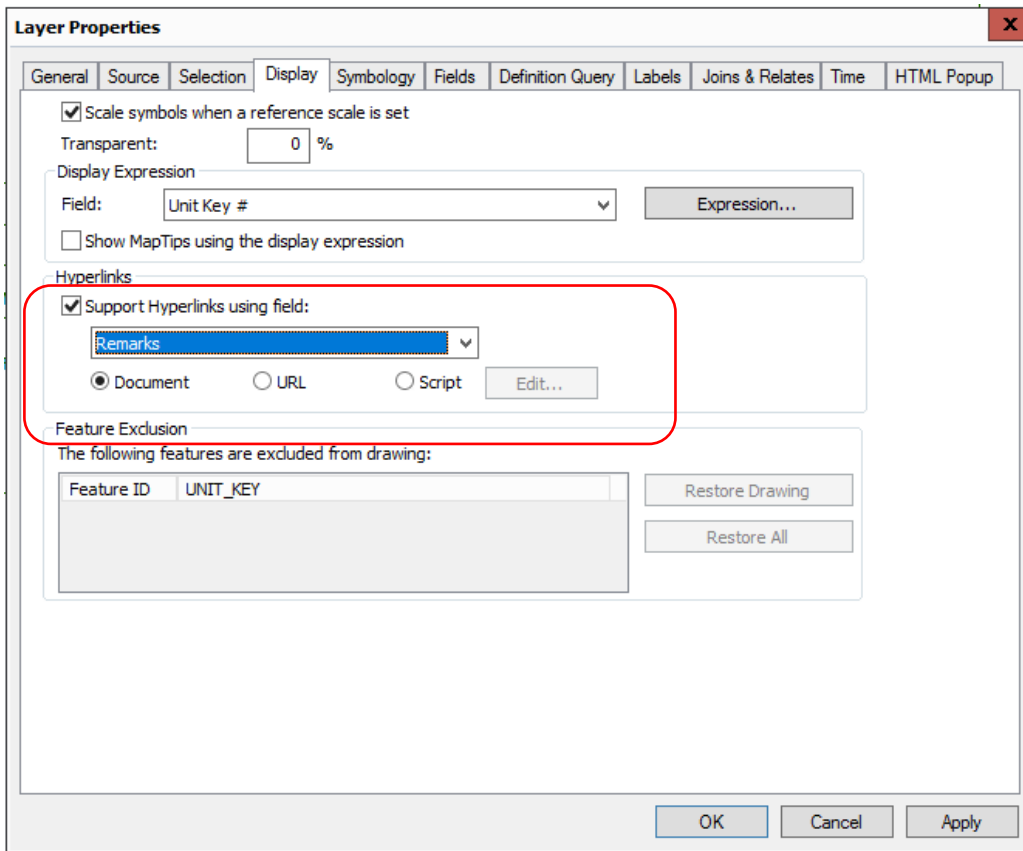 Layer Properties
X
General Source Selection Display Symbology Fields Definition Query Labels Joins & Relates Time HTML Popup
Scale symbols when a reference scale is set
Transparent: 0 %
Display Expression
Field: Unit Key # Expression...
Show MapTips using the display expression
Hyperlinks
Support Hyperlinks using field:
Remarks
Document URL Script Edit...
Feature Exclusion
The following features are excluded from drawing:
Feature ID UNIT_KEY
Restore Drawing
Restore All
OK Cancel Apply